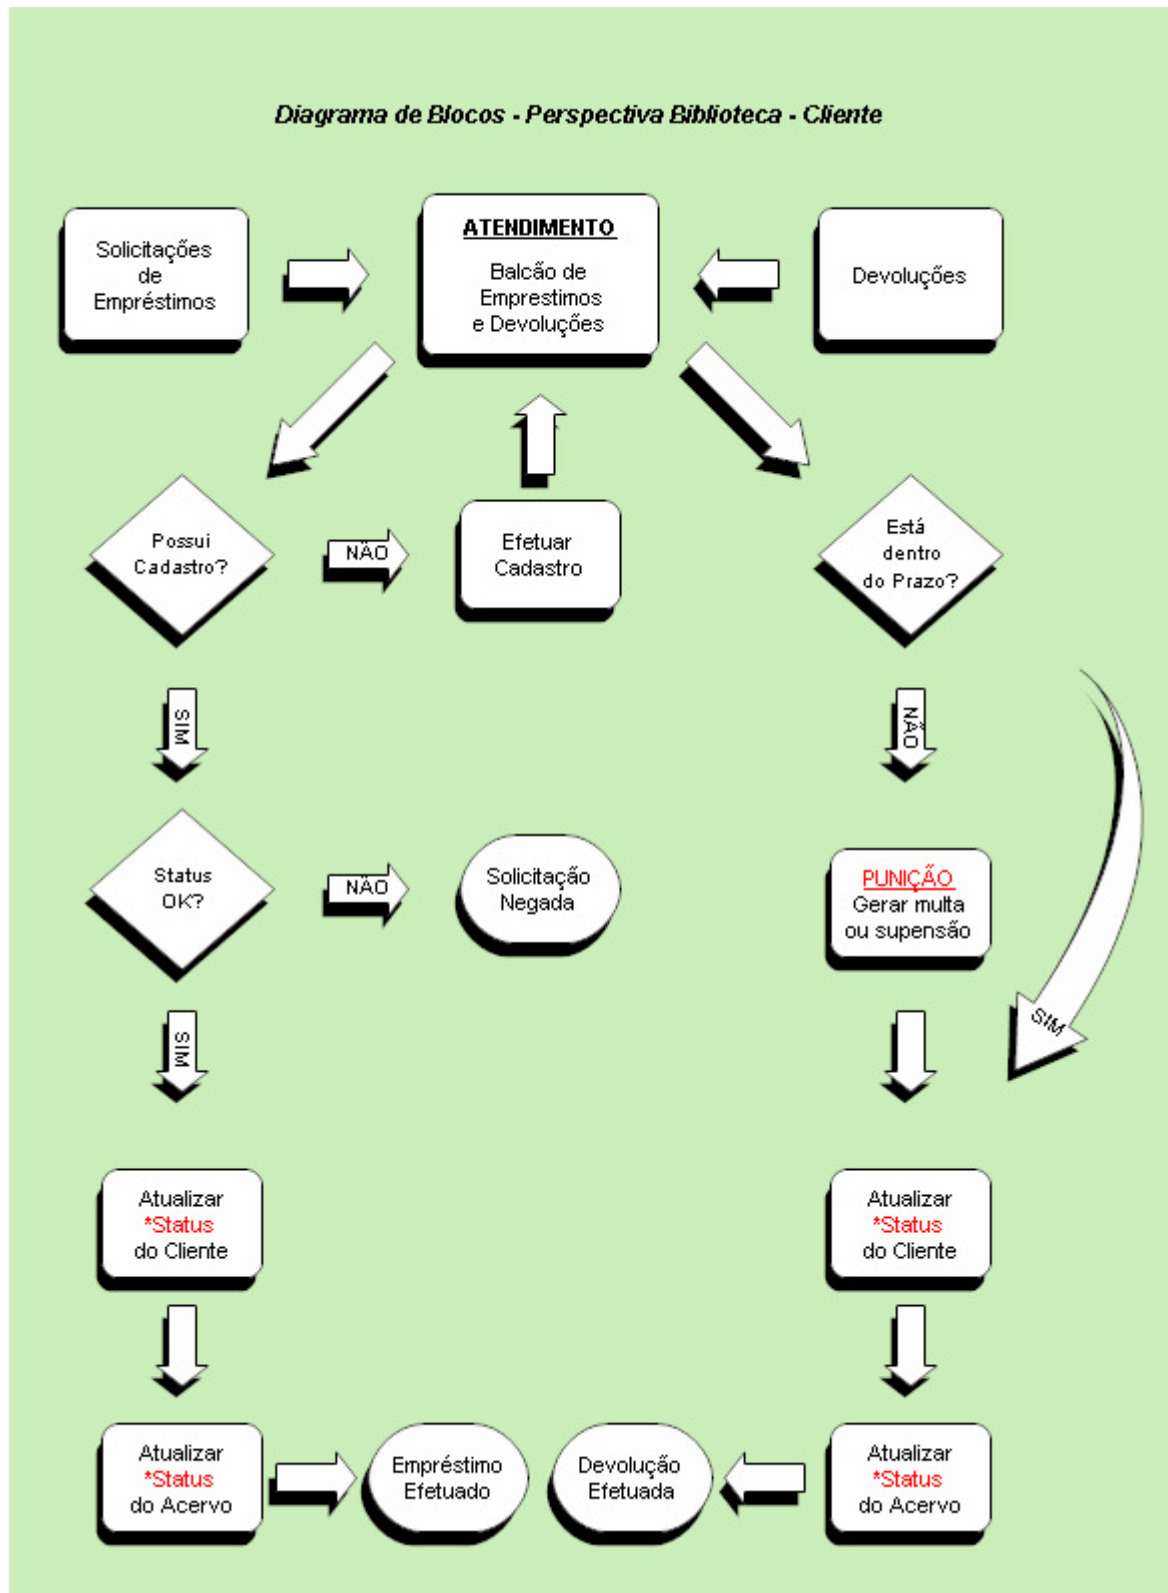 Diagrama de Blocos - Perspectiva Biblioteca - Cliente
Solicitações
de
Empréstimos
ATENDIMENTO
Balcão de
Emprestimos
e Devoluções
Devoluções
Possui
Cadastro?
NÃO
Efetuar
Cadastro
Está
dentro
do Prazo?
SIM
NÃO
Status
OK?
NÃO
Solicitação
Negada
PUNIÇÃO
Gerar multa
ou supensão
SIM
SIM
Atualizar
*Status
do Cliente
Atualizar
*Status
do Cliente
Atualizar
*Status
do Acervo
Empréstimo
Efetuado
Devolução
Efetuada
Atualizar
*Status
do Acervo